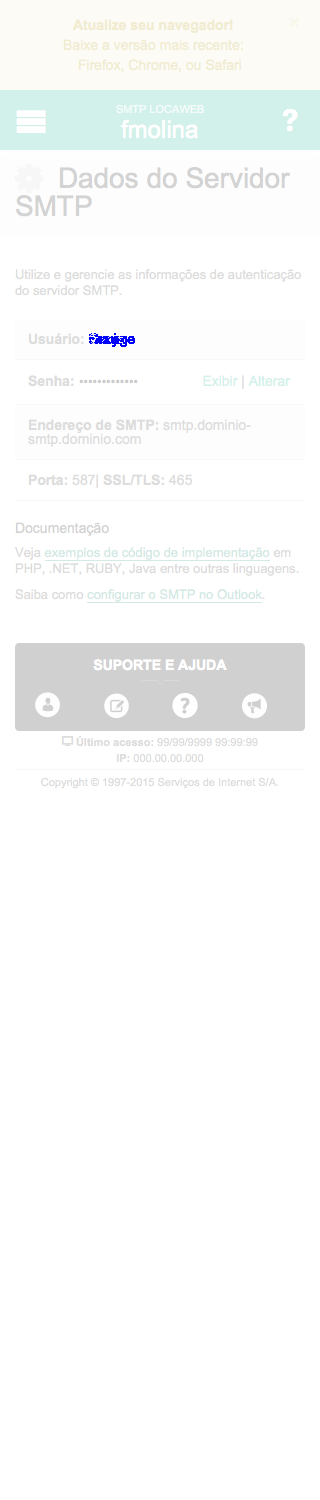 Atualize seu navegador!
×
Baixe a versão mais recente:
Firefox, Chrome, ou Safari
SMTP LOCAWEB
fmolina
?
Dados do Servidor
SMTP
Utilize e gerencie as informações de autenticação
do servidor SMTP.
Usuário:
Senha: ••••••••••••• Exibir | Alterar
Endereço de SMTP: smtp.dominio-
smtp.dominio.com
Porta: 587| SSL/TLS: 465
Documentação
Veja exemplos de código de implementação em
PHP, .NET, RUBY, Java entre outras linguagens.
Saiba como configurar o SMTP no Outlook.
SUPORTE E AJUDA
?
Último acesso: 99/99/9999 99:99:99
IP: 000.00.00.000
Copyright © 1997-2015 Serviços de Internet S/A.